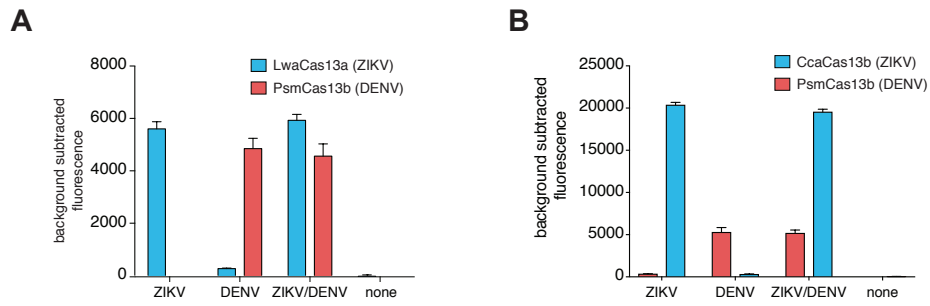 A
LwaCas13a (ZIKV)
PsmCas13b (DENV)
8000
6000
4000
2000
0
background subtracted
fluorescence
ZIKV
DENV
ZIKV/DENV
none
B
CcaCas13b (ZIKV)
PsmCas13b (DENV)
25000
20000
15000
10000
5000
0
background subtracted
fluorescence
ZIKV
DENV
ZIKV/DENV
none